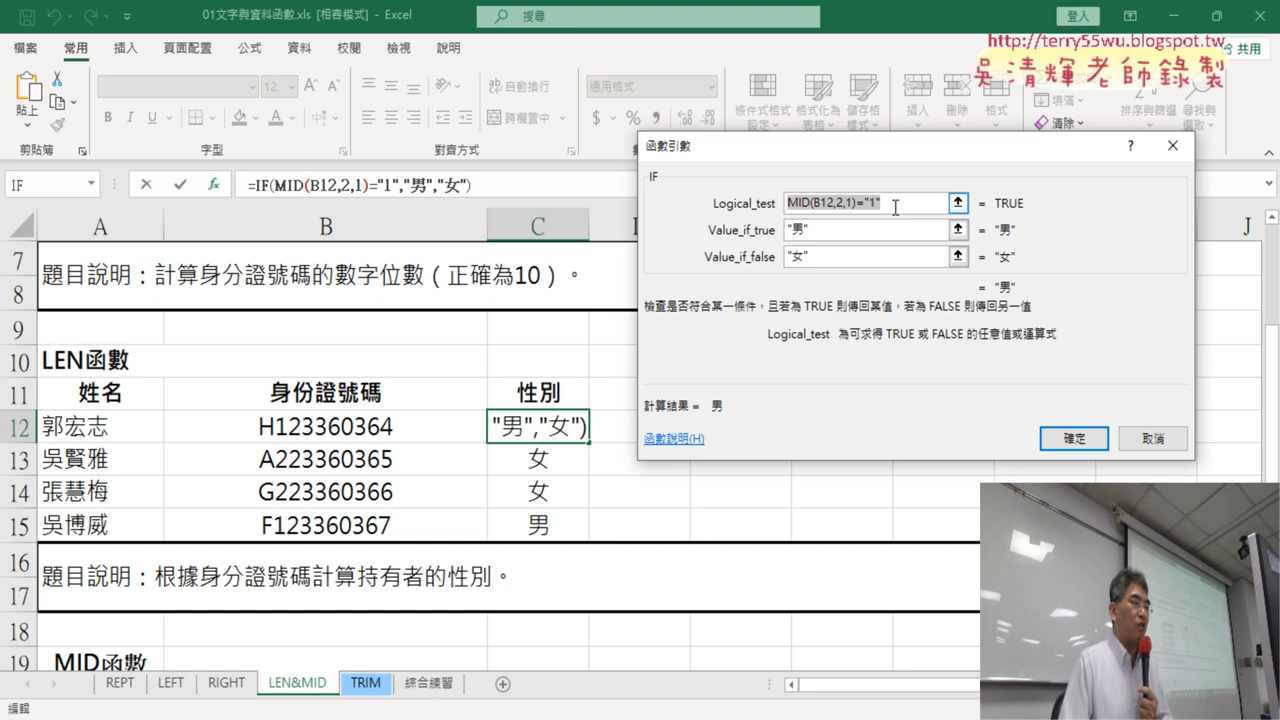 01文字與資料函數.xls [相容模式] - Excel
搜尋
登入
檔案 常用 插入 頁面配置 公式 資料 校閱 檢視 說明
http://terry55wu.blogspot.tw
共用
吳清輝老師錄製
貼上
12
自動換行
跨欄置中
通用格式
條件式格式設定
格式化為表格
儲存格樣式
插入
刪除
格式
填滿
清除
排序與篩選
尋找與選取
剪貼簿
字型
對齊方式
IF
=IF(MID(B12,2,1)="1","男","女")
A B C J
7
8
題目說明：計算身分證號碼的數字位數（正確為10）。
9
10 LEN函數
11 姓名 身份證號碼 性別
12 郭宏志 H123360364 "男","女")
13 吳賢雅 A223360365 女
14 張慧梅 G223360366 女
15 吳博威 F123360367 男
16
17
題目說明：根據身分證號碼計算持有者的性別。
18
19 MID函數
函數引數
IF
Logical_test MID(B12,2,1)="1" = TRUE
Value_if_true "男" = "男"
Value_if_false "女" = "女"
= "男"
檢查是否符合某一條件，且若為 TRUE 則傳回某值，若為 FALSE 則傳回另一值
Logical_test 為可求得 TRUE 或 FALSE 的任意值或運算式
計算結果 = 男
函數說明(H)
確定
取消
REPT LEFT RIGHT LEN&MID TRIM 綜合練習
編輯